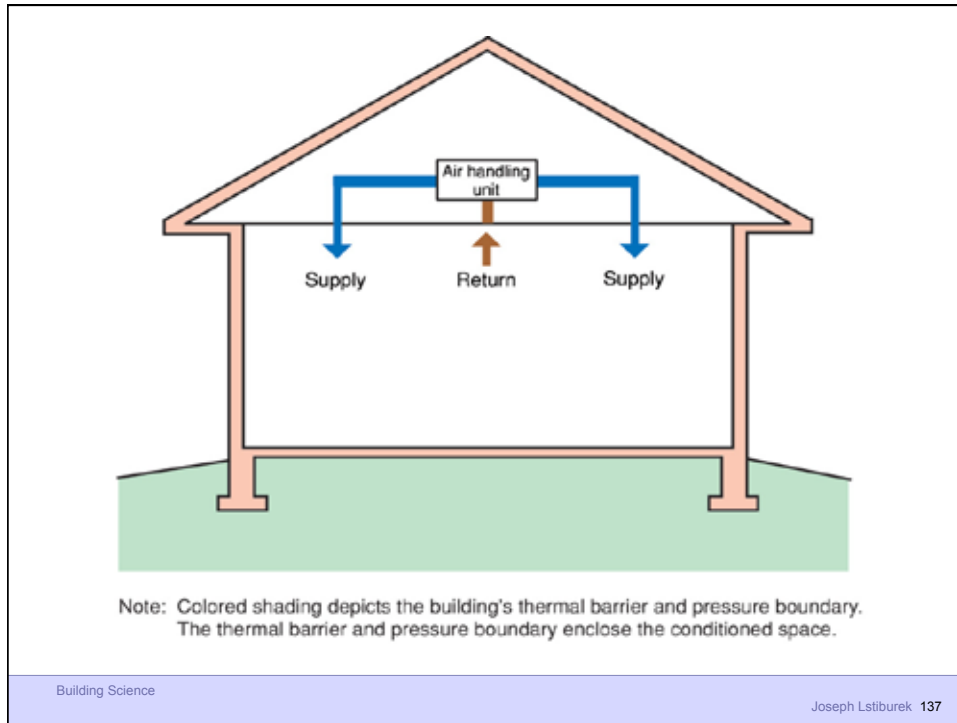 Air handling
unit
Supply
Return
Supply
Note: Colored shading depicts the building's thermal barrier and pressure boundary.
The thermal barrier and pressure boundary enclose the conditioned space.
Building Science
Joseph Lstiburek 137